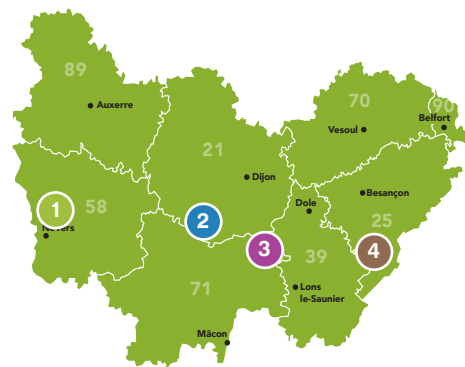 89
Auxerre
70
90
Belfort
Vesoul
21
Dijon
Besançon
58
1
Nevers
2
Dole
25
3
39
4
71
Lons
le-Saunier
Mâcon